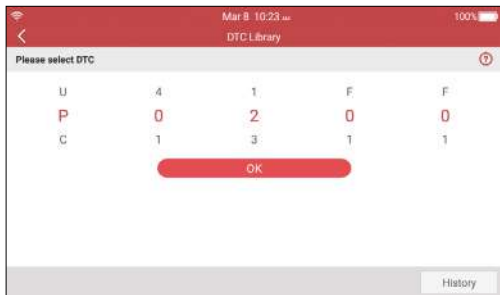 Mar 8 10:23
100%
DTC Library
Please select DTC
U 4 1 F F
P 0 2 0 0
C 1 3 1 1
OK
History